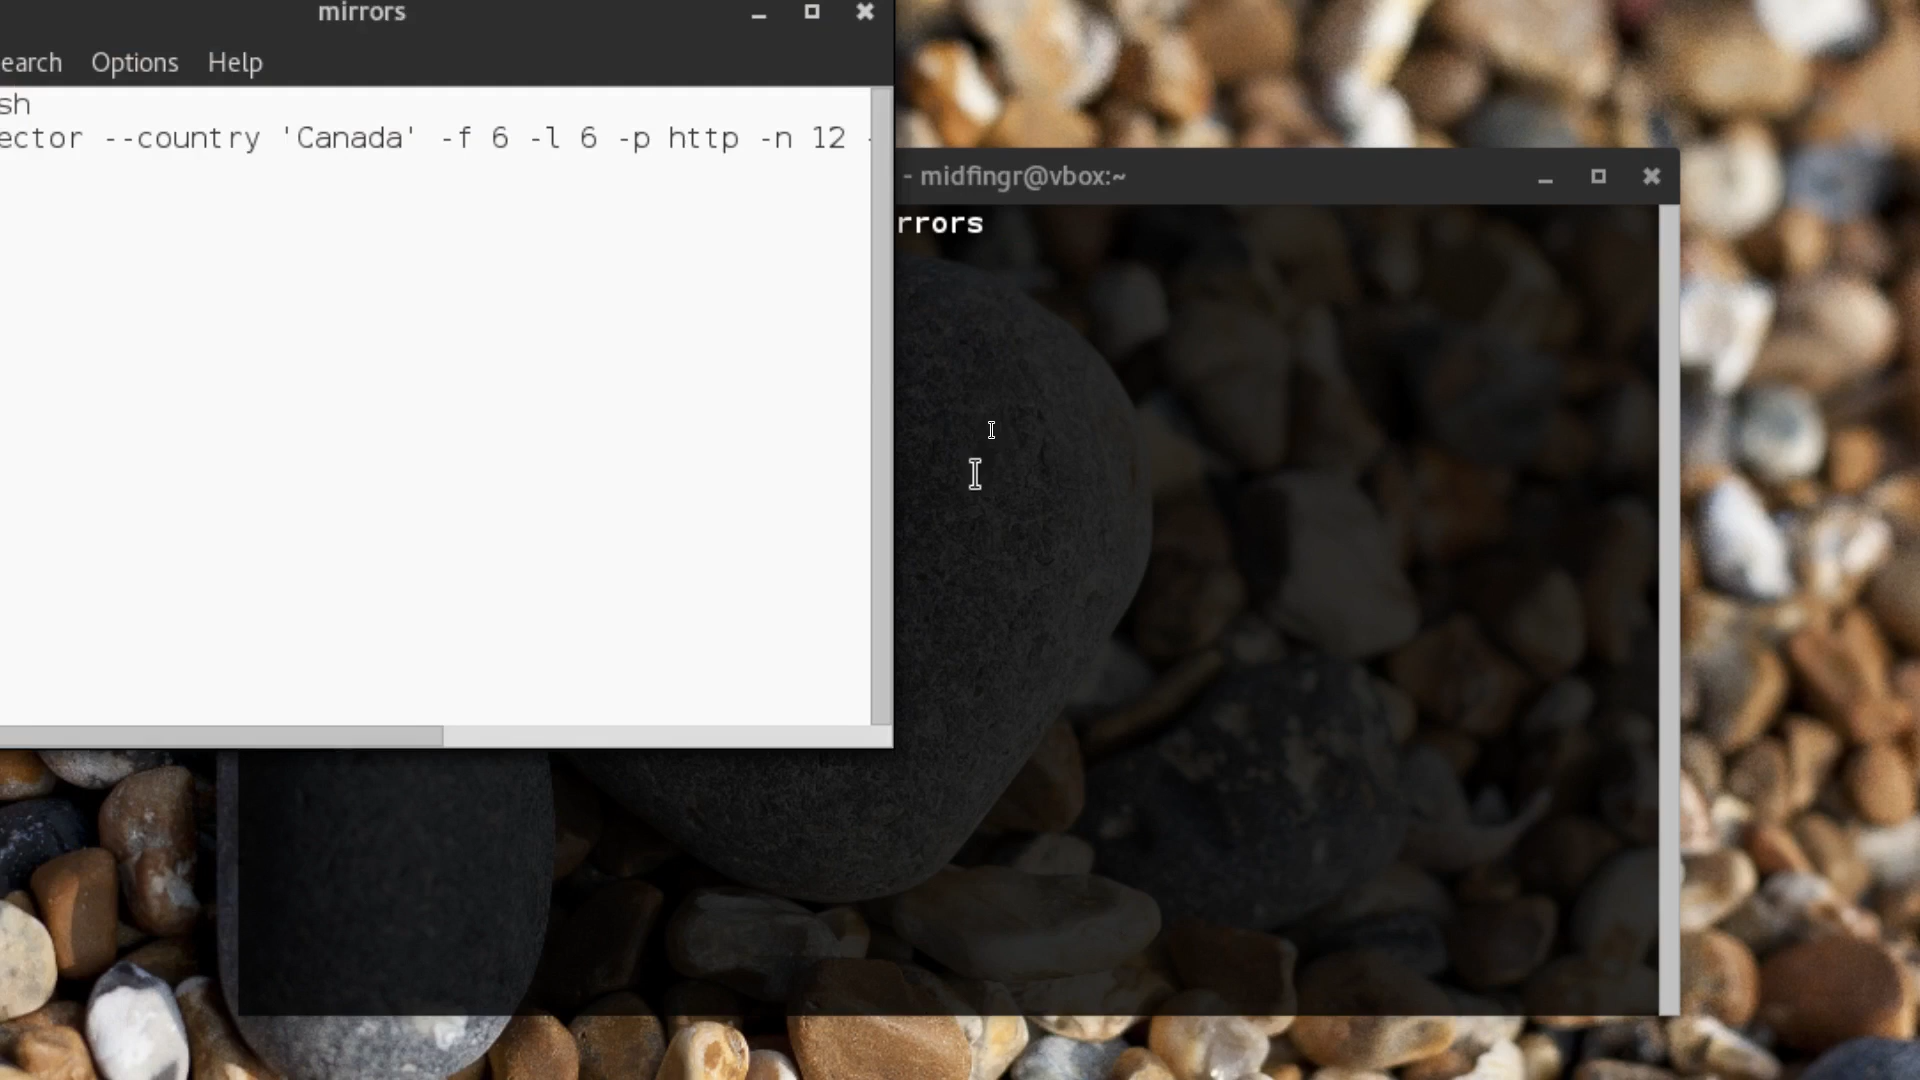 mirrors
earch Options Help
sh
ector --country 'Canada' -f 6 -l 6 -p http -n 12 -
- midfingr@vbox:~
rrors